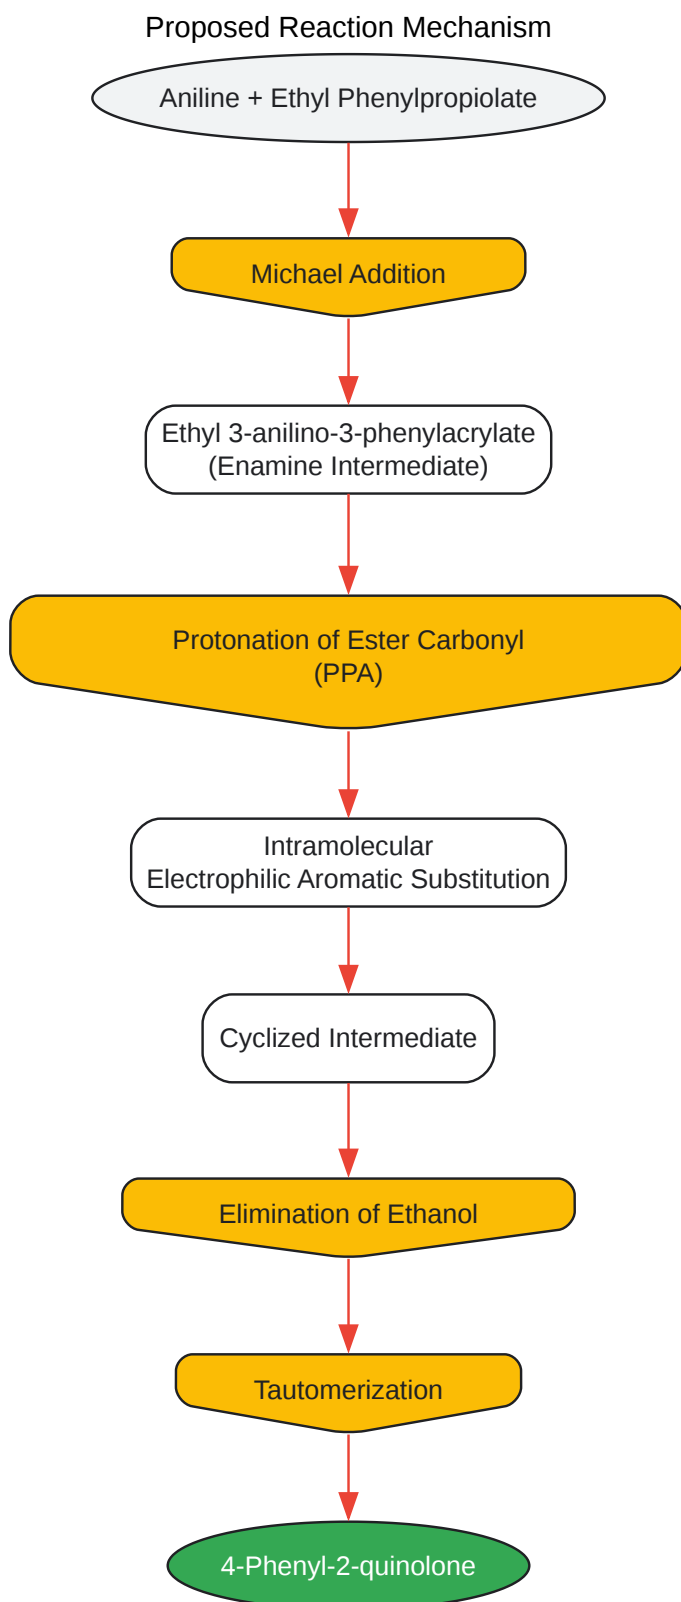 Proposed Reaction Mechanism
Aniline + Ethyl Phenylpropiolate
Michael Addition
Ethyl 3-anilino-3-phenylacrylate
(Enamine Intermediate)
Protonation of Ester Carbonyl
(PPA)
Intramolecular
Electrophilic Aromatic Substitution
Cyclized Intermediate
Elimination of Ethanol
Tautomerization
4-Phenyl-2-quinolone